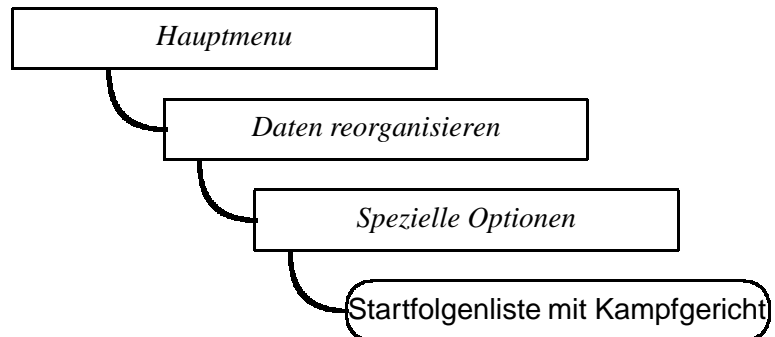 Hauptmenu
Daten reorganisieren
Spezielle Optionen
Startfolgenliste mit Kampfgericht